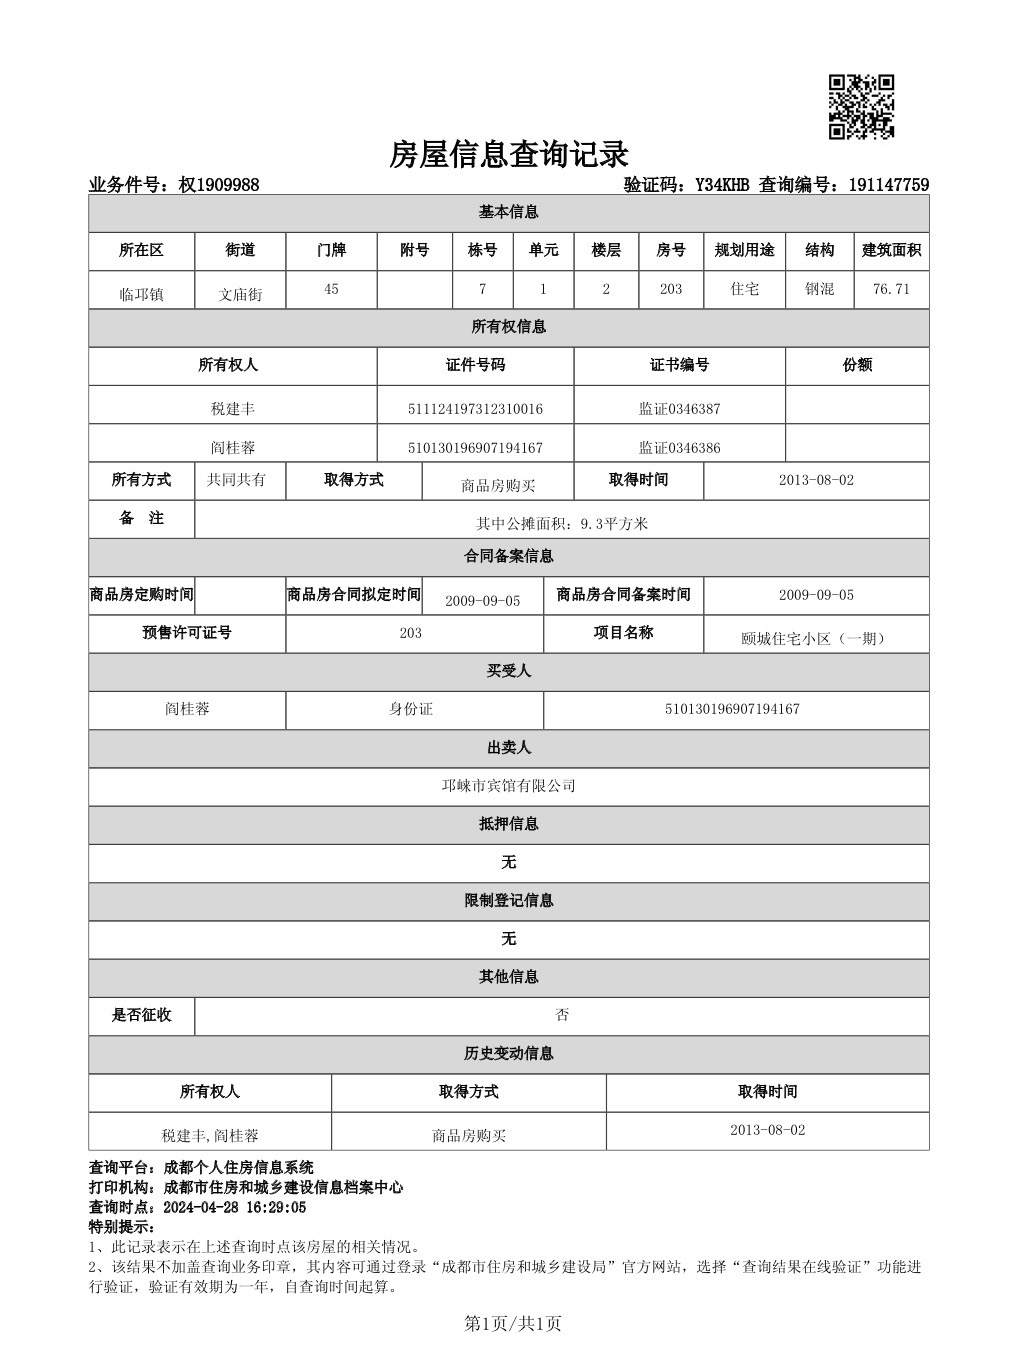 房屋信息查询记录
业务件号：权1909988 验证码：Y34KHB 查询编号：191147759
基本信息
所在区 街道 门牌 附号 栋号 单元 楼层 房号 规划用途 结构 建筑面积
临邛镇 文庙街 45 7 1 2 203 住宅 钢混 76.71
所有权信息
所有权人 证件号码 证书编号 份额
税建丰 511124197312310016 监证0346387
阎桂蓉 510130196907194167 监证0346386
所有方式 共同共有 取得方式 商品房购买 取得时间 2013-08-02
备 注 其中公摊面积：9.3平方米
合同备案信息
商品房定购时间 商品房合同拟定时间 2009-09-05 商品房合同备案时间 2009-09-05
预售许可证号 203 项目名称 颐城住宅小区（一期）
买受人
阎桂蓉 身份证 510130196907194167
出卖人
邛崃市宾馆有限公司
抵押信息
无
限制登记信息
无
其他信息
是否征收 否
历史变动信息
所有权人 取得方式 取得时间
税建丰,阎桂蓉 商品房购买 2013-08-02
查询平台：成都个人住房信息系统
打印机构：成都市住房和城乡建设信息档案中心
查询时点：2024-04-28 16:29:05
特别提示：
1、此记录表示在上述查询时点该房屋的相关情况。
2、该结果不加盖查询业务印章，其内容可通过登录“成都市住房和城乡建设局”官方网站，选择“查询结果在线验证”功能进
行验证，验证有效期为一年，自查询时间起算。
第1页/共1页